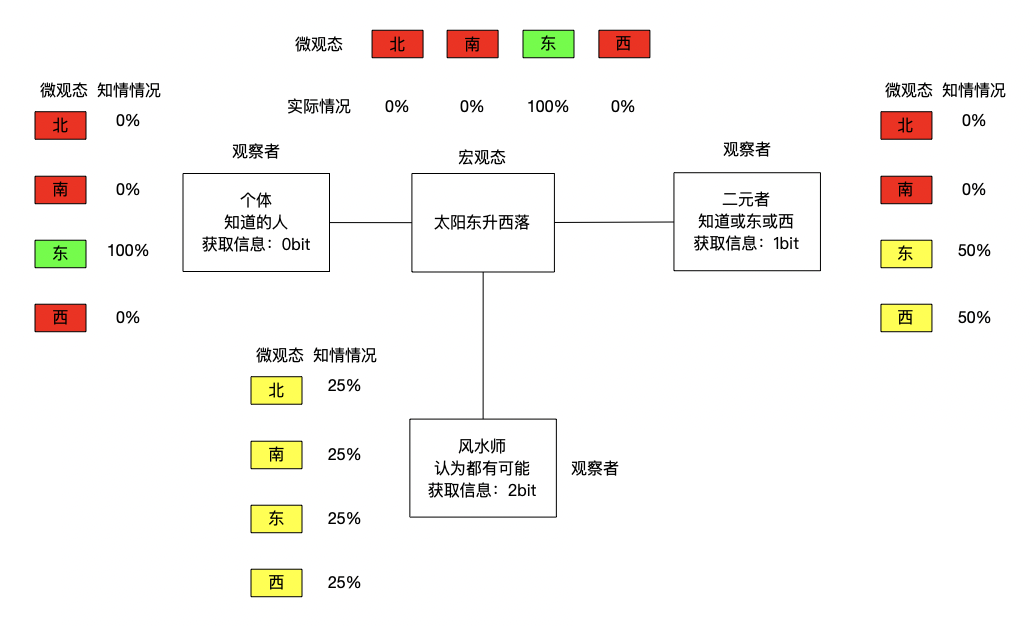 微观态 北 南 东 西
实际情况 0% 0% 100% 0%
微观态 知情情况
北 0%
南 0%
东 100%
西 0%
观察者
个体
知道的人
获取信息：0bit
宏观态
太阳东升西落
观察者
二元者
知道或东或西
获取信息：1bit
微观态 知情情况
北 0%
南 0%
东 50%
西 50%
微观态 知情情况
北 25%
南 25%
东 25%
西 25%
风水师
认为都有可能
获取信息：2bit
观察者